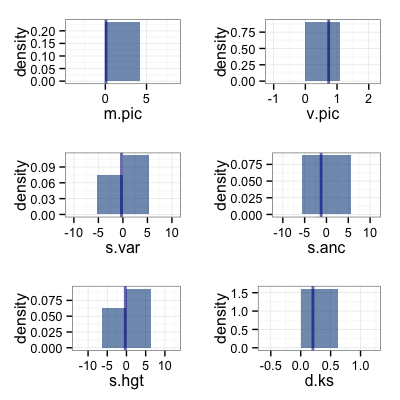 density
0.20
0.15
0.10
0.05
0.00
0 5
m.pic
density
0.75
0.50
0.25
0.00
-1 0 1 2
v.pic
density
0.09
0.06
0.03
0.00
-10 -5 0 5 10
s.var
density
0.075
0.050
0.025
0.000
-10 -5 0 5 10
s.anc
density
0.075
0.050
0.025
0.000
-10 -5 0 5 10
s.hgt
density
1.5
1.0
0.5
0.0
-0.5 0.0 0.5 1.0
d.ks